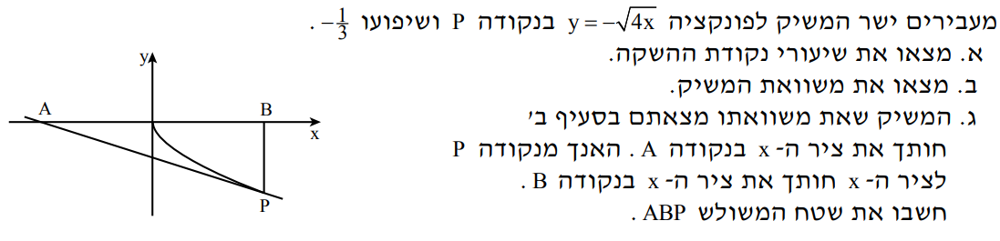 מעבירים ישר המשיק לפונקציה y = −√4x בנקודה P ושיפועו −1/3 .
א. מצאו את שיעורי נקודת ההשקה.
ב. מצאו את משוואת המשיק.
ג. המשיק שאת משוואתו מצאתם בסעיף ב'
חותך את ציר ה- x בנקודה A . האנך מנקודה P
לציר ה- x חותך את ציר ה- x בנקודה B .
חשבו את שטח המשולש ABP .
y
A
B
x
P